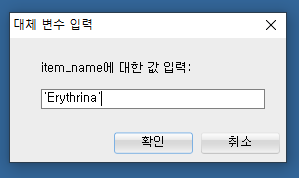 대체 변수 입력
item_name에 대한 값 입력:
'Erythrina'
확인
취소